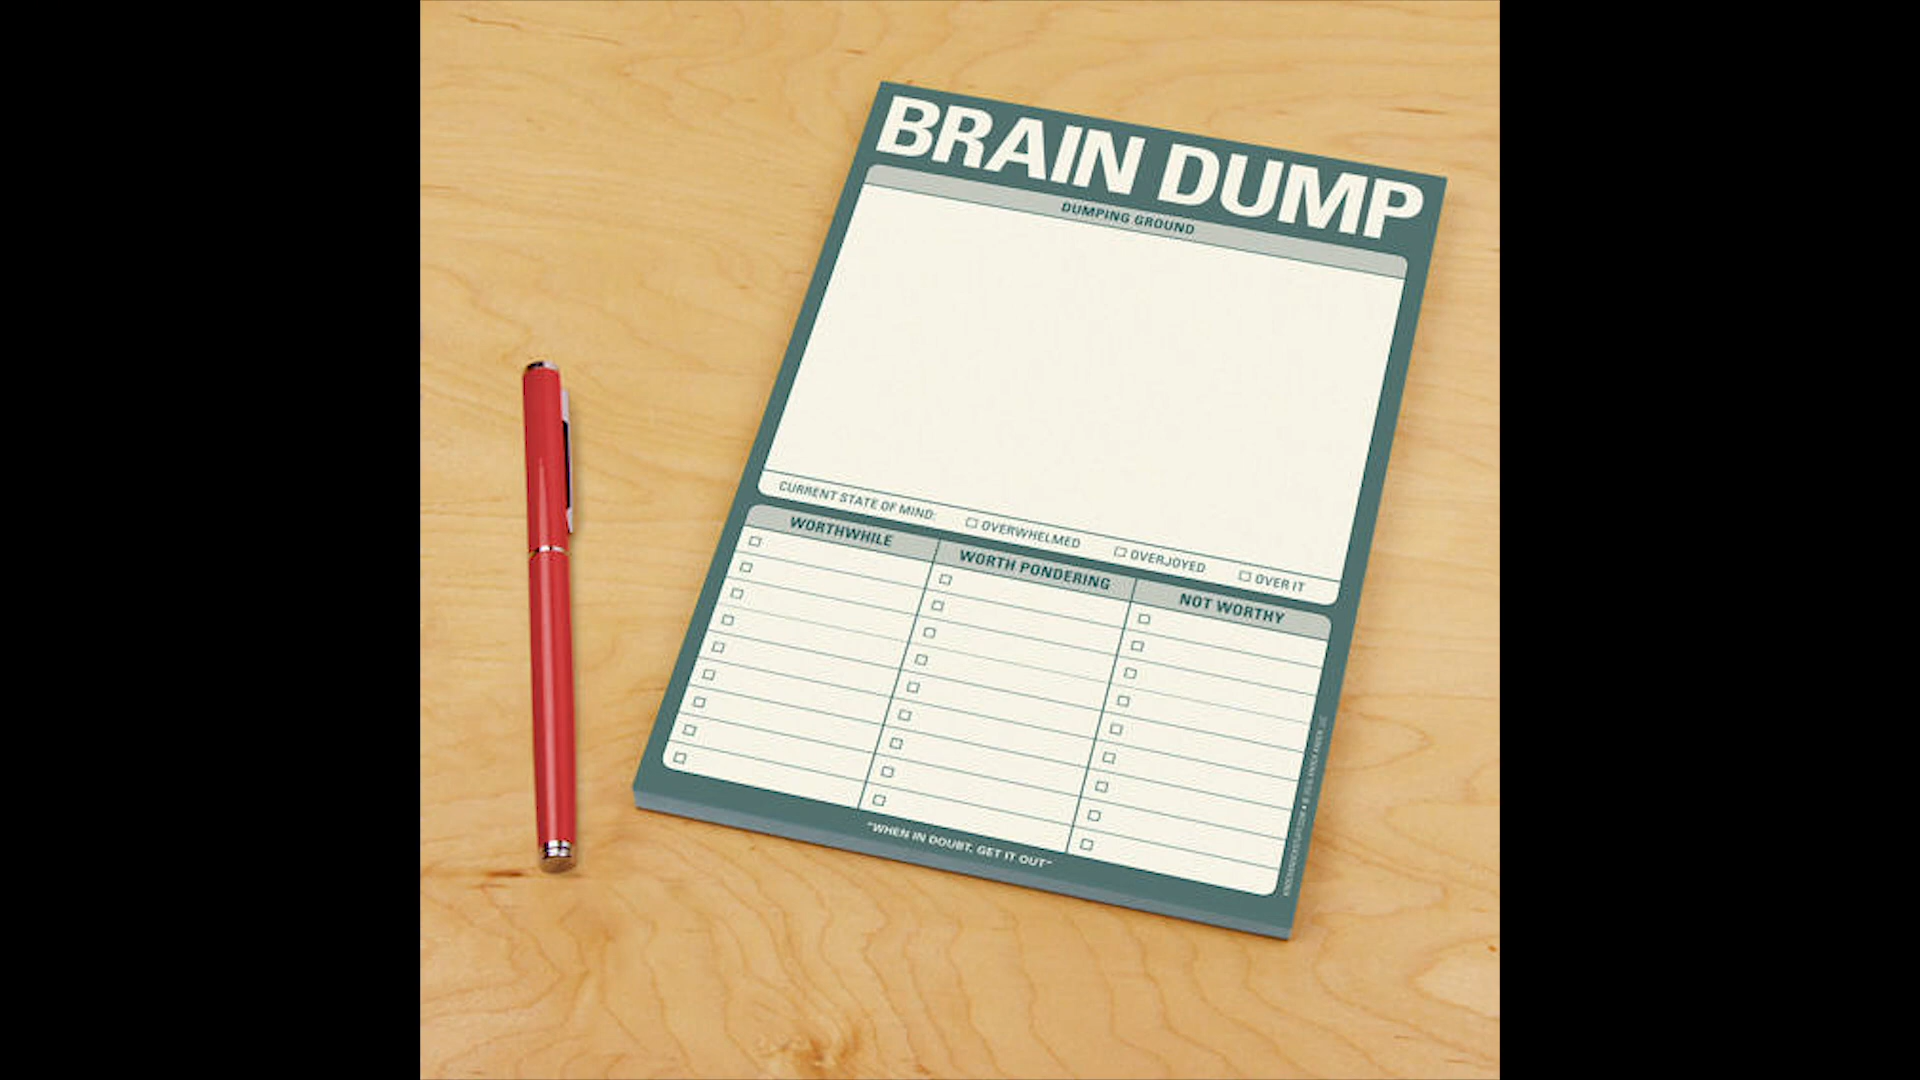 BRAIN DUMP
DUMPING GROUND
CURRENT STATE OF MIND: OVERWHELMED OVERJOYED OVER IT
WORTHWHILE WORTH PONDERING NOT WORTHY
"WHEN IN DOUBT, GET IT OUT"